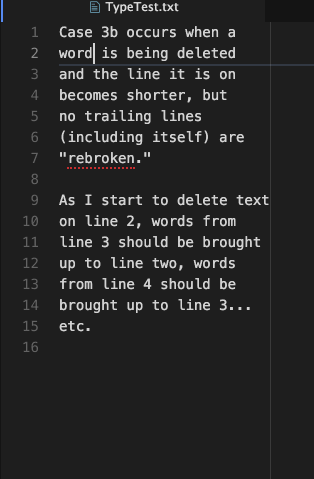 TypeTest.txt
1 Case 3b occurs when a
2 word is being deleted
3 and the line it is on
4 becomes shorter, but
5 no trailing lines
6 (including itself) are
7 "rebroken."
8
9 As I start to delete text
10 on line 2, words from
11 line 3 should be brought
12 up to line two, words
13 from line 4 should be
14 brought up to line 3...
15 etc.
16